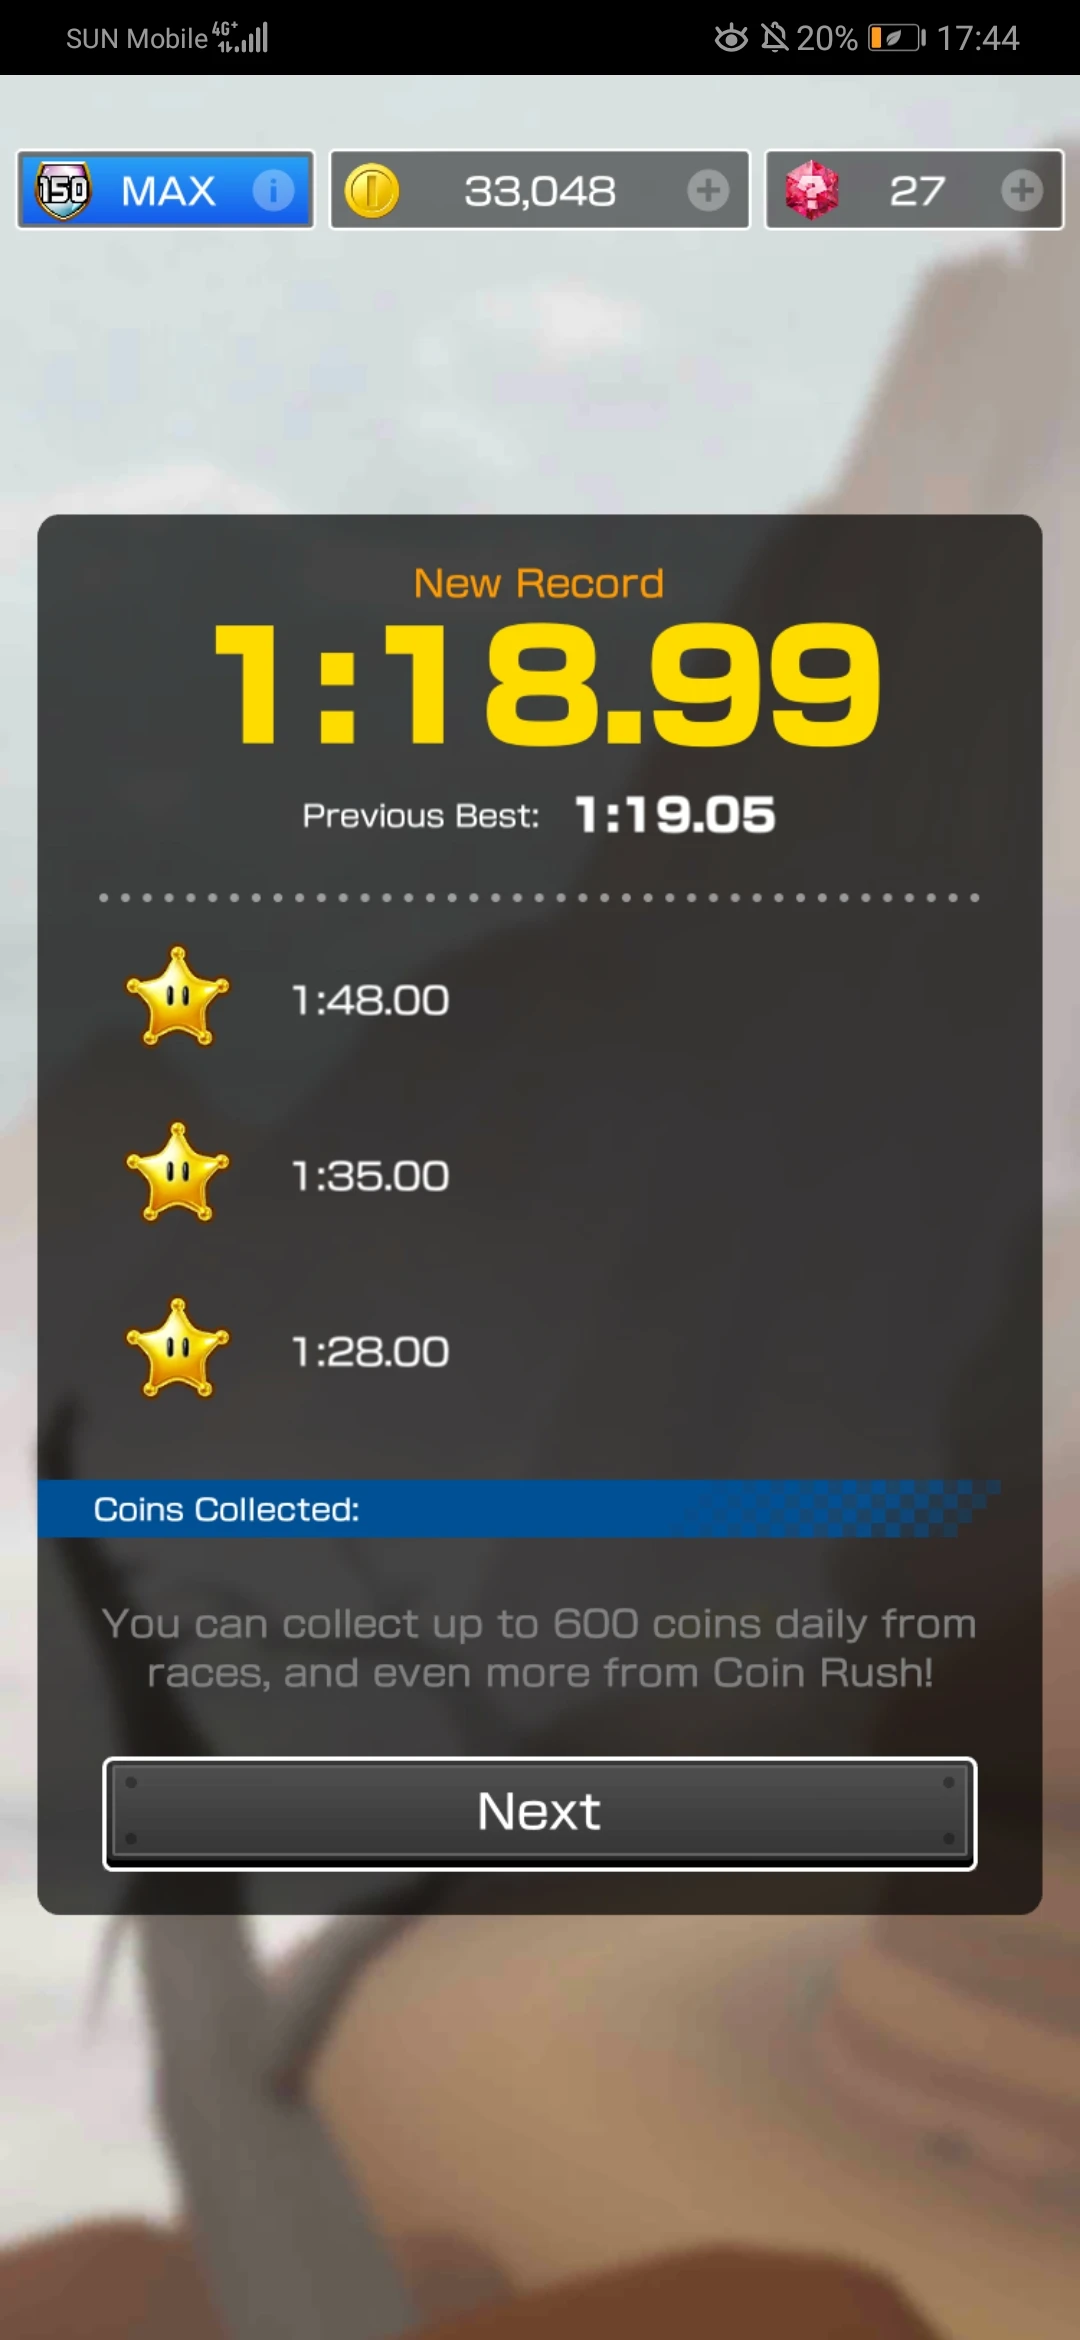 SUN Mobile 4G+ 20% 17:44
150 MAX i 33,048 + 27 +
New Record
1:18.99
Previous Best: 1:19.05
1:48.00
1:35.00
1:28.00
Coins Collected:
You can collect up to 600 coins daily from
races, and even more from Coin Rush!
Next